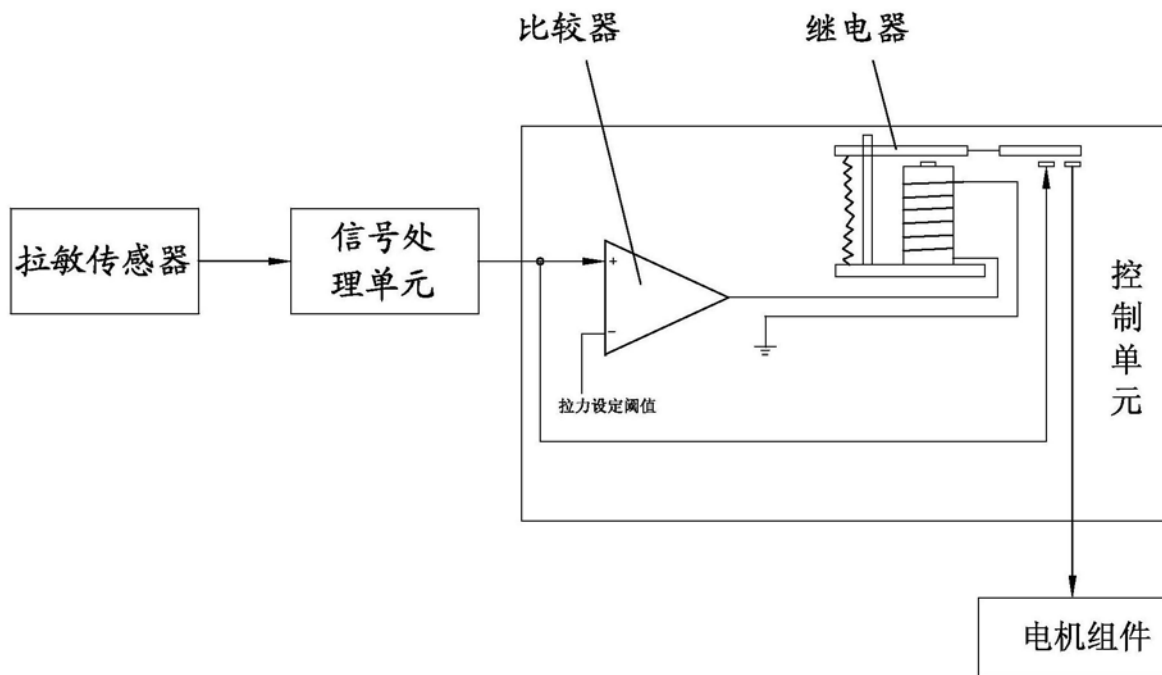 比较器
继电器
拉敏传感器
信号处
理单元
+
−
拉力设定阈值
控
制
单
元
电机组件